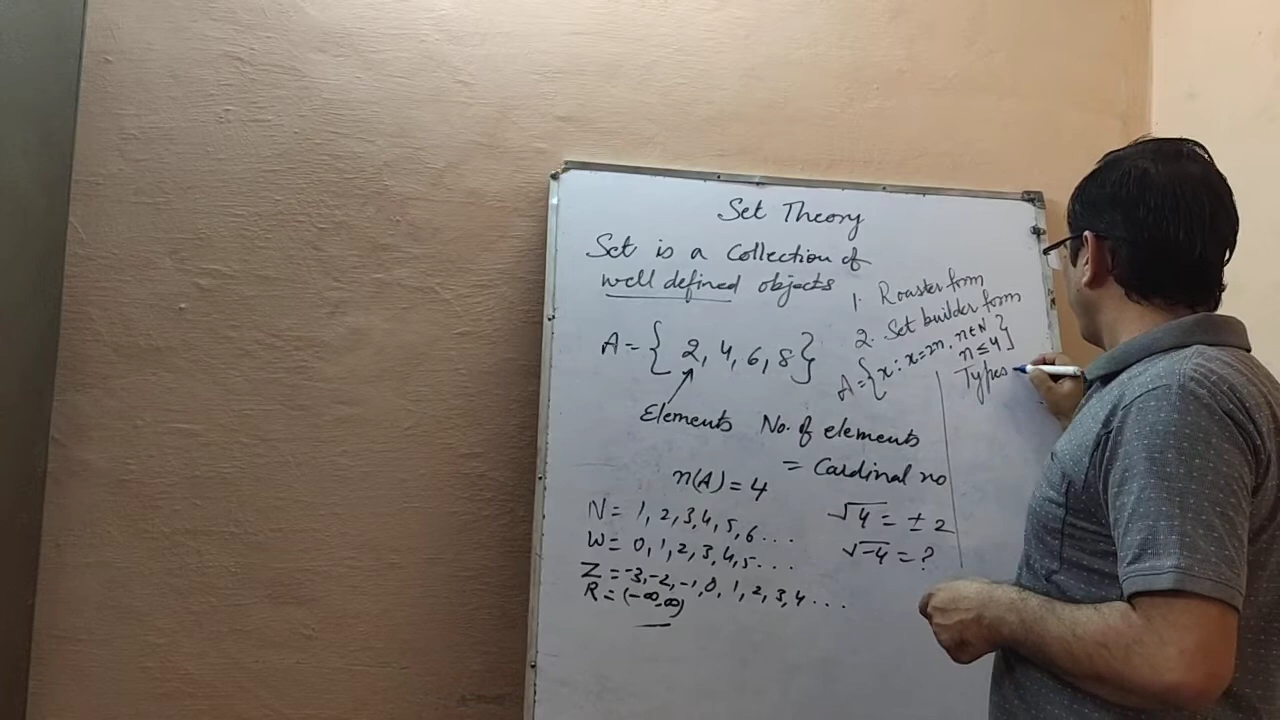 Set Theory
Set is a Collection of
well defined objects
1. Roaster form
2. Set builder form
A = { 2, 4, 6, 8}
A = {x : x = 2n, n ∈ N
n ≤ 4}
Types
Elements
No. of elements
= Cardinal no
n(A) = 4
N = 1, 2, 3, 4, 5, 6 . . .
W = 0, 1, 2, 3, 4, 5 . . .
Z = -3, -2, -1, 0, 1, 2, 3, 4 . . .
R = (-∞, ∞)
√4 = ± 2
√-4 = ?